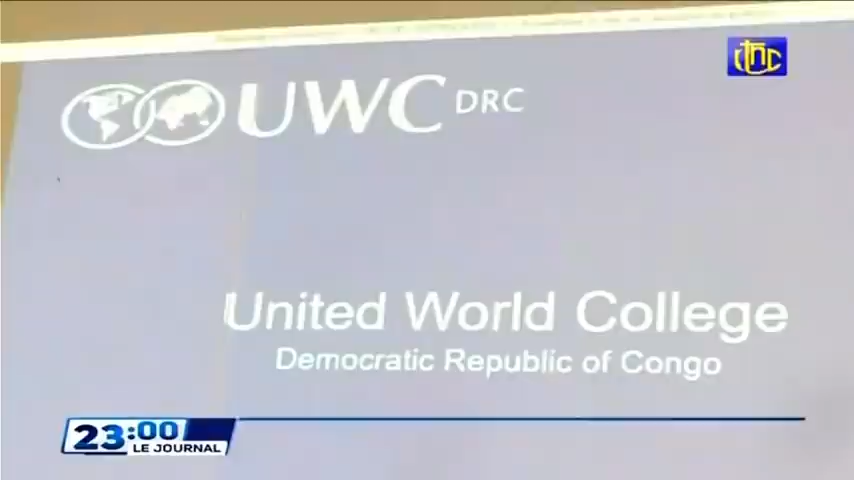 UWC DRC
United World College
Democratic Republic of Congo
23:00
LE JOURNAL